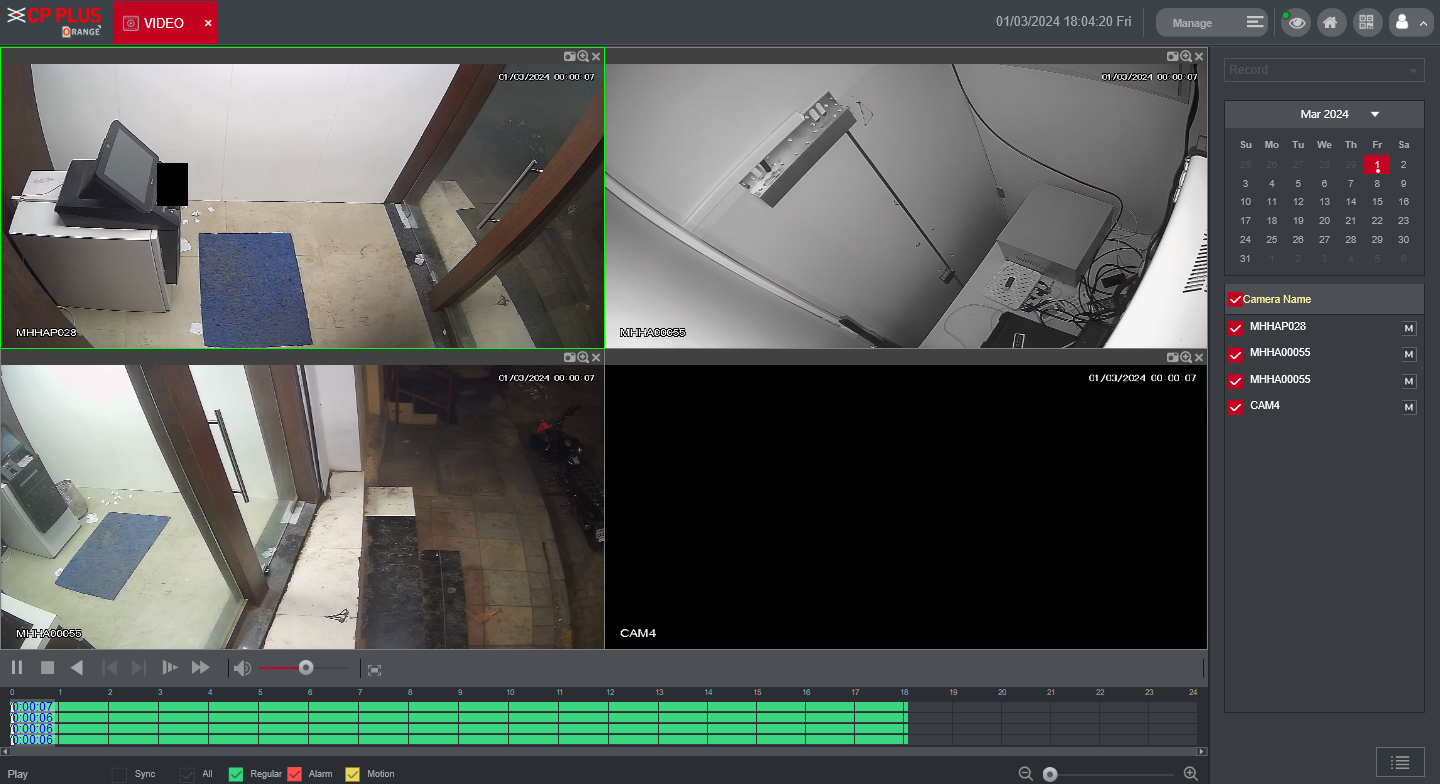 CP PLUS
ORANGE
VIDEO
01/03/2024 18:04:20 Fri
Manage
01/03/2024 00:00:07
MHHAP028
01/03/2024 00:00:07
MHHA00055
01/03/2024 00:00:07
MHHA00055
01/03/2024 00:00:07
CAM4
Record
Mar 2024
Su Mo Tu We Th Fr Sa
25 26 27 28 29 1 2
3 4 5 6 7 8 9
10 11 12 13 14 15 16
17 18 19 20 21 22 23
24 25 26 27 28 29 30
31 1 2 3 4 5 6
Camera Name
MHHAP028 M
MHHA00055 M
MHHA00055 M
CAM4 M
0 1 2 3 4 5 6 7 8 9 10 11 12 13 14 15 16 17 18 19 20 21 22 23 24
0:00:07
0:00:06
0:00:06
0:00:06
Play
Sync All Regular Alarm Motion